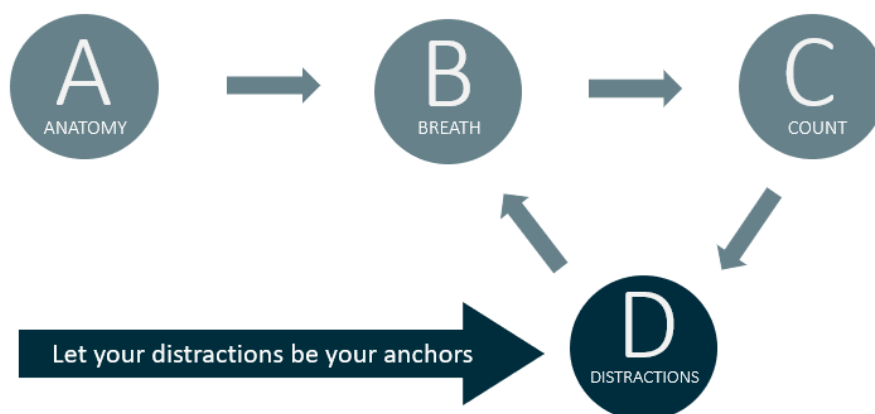 A
ANATOMY
B
BREATH
C
COUNT
Let your distractions be your anchors
D
DISTRACTIONS